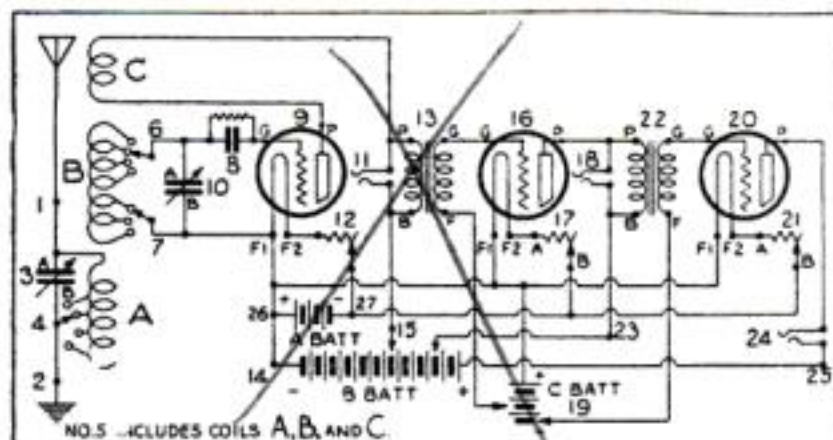 C
6
G
9
P
P
13
G
G
16
P
P
22
G
G
20
P
B
8
11
18
A
10
B
1
7
12
B
F
17
B
F
21
F1
F2
F1
F2
A
B
F1
F2
A
B
3
A
B
A
26
+
-
27
4
A BATT
15
23
24
14
-
B BATT
+
+
C BATT
25
2
19
NO.5 INCLUDES COILS A, B, AND C.